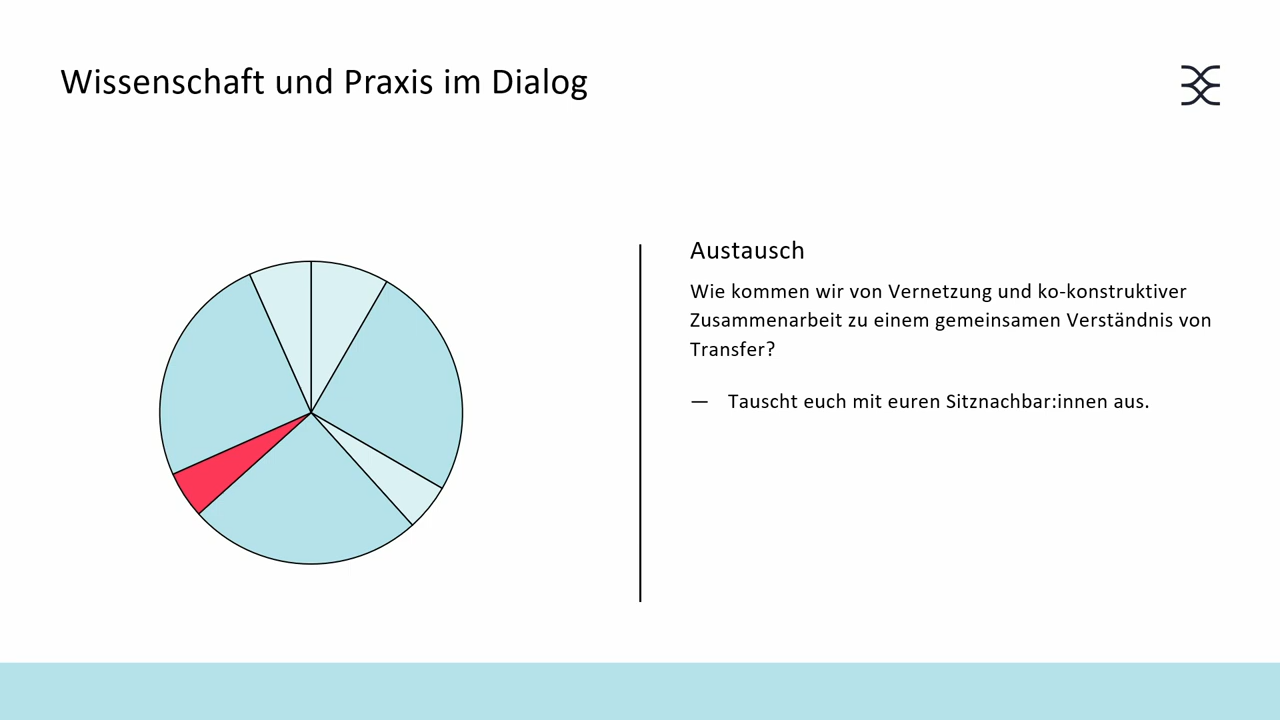 Wissenschaft und Praxis im Dialog
Austausch
Wie kommen wir von Vernetzung und ko-konstruktiver
Zusammenarbeit zu einem gemeinsamen Verständnis von
Transfer?
— Tauscht euch mit euren Sitznachbar:innen aus.